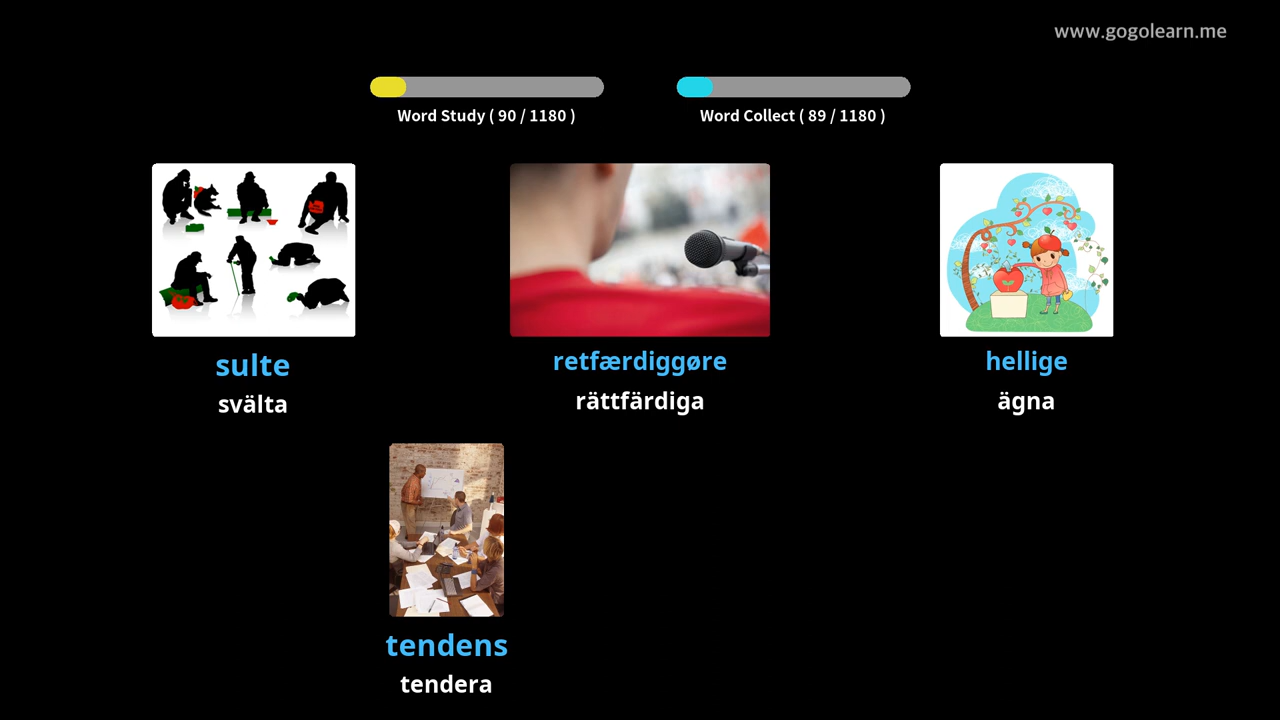 www.gogolearn.me
Word Study ( 90 / 1180 )
Word Collect ( 89 / 1180 )
sulte
svälta
retfærdiggøre
rättfärdiga
hellige
ägna
tendens
tendera